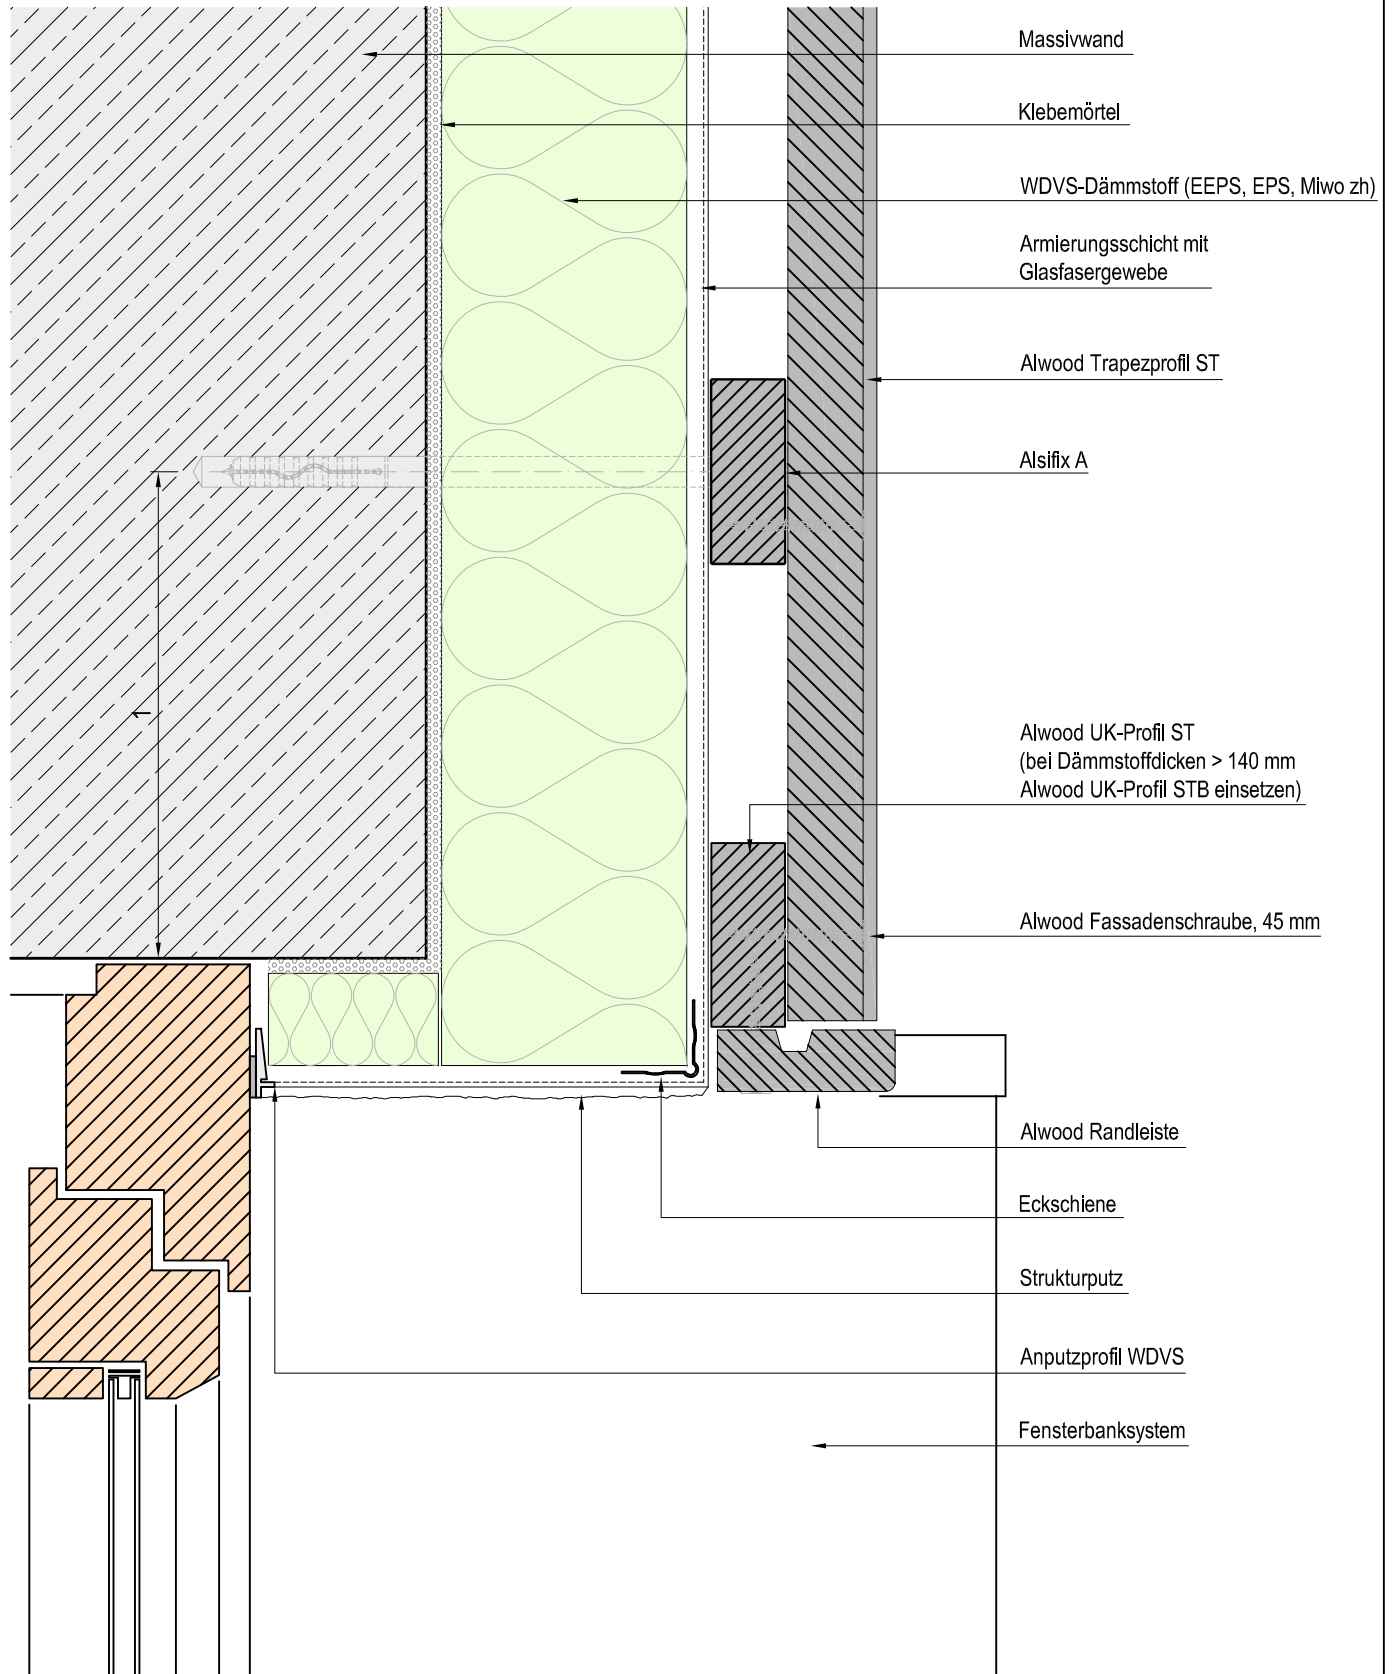 Massivwand
Klebemörtel
WDVS-Dämmstoff (EEPS, EPS, Miwo zh)
Armierungsschicht mit
Glasfasergewebe
Alwood Trapezprofil ST
Alsifix A
1
Alwood UK-Profil ST
(bei Dämmstoffdicken > 140 mm
Alwood UK-Profil STB einsetzen)
Alwood Fassadenschraube, 45 mm
Alwood Randleiste
Eckschiene
Strukturputz
Anputzprofil WDVS
Fensterbanksystem